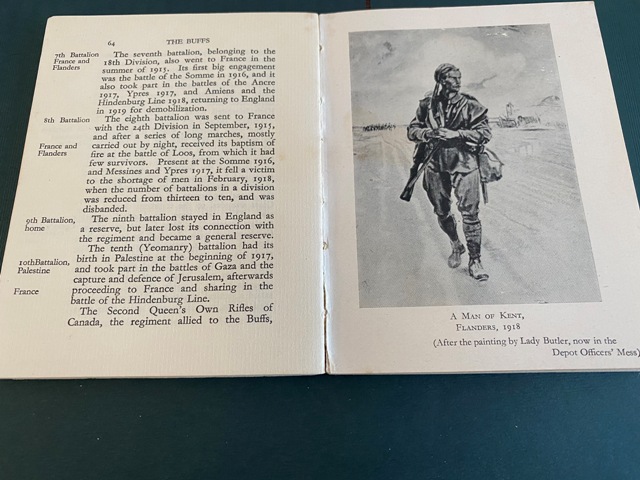 64 THE BUFFS
7th Battalion
France and
Flanders
The seventh battalion, belonging to the
18th Division, also went to France in the
summer of 1915. Its first big engagement
was the battle of the Somme in 1916, and it
also took part in the battles of the Ancre
1917, Ypres 1917, and Amiens and the
Hindenburg Line 1918, returning to England
in 1919 for demobilization.
8th Battalion
France and
Flanders
The eighth battalion was sent to France
with the 24th Division in September, 1915,
and after a series of long marches, mostly
carried out by night, received its baptism of
fire at the battle of Loos, from which it had
few survivors. Present at the Somme 1916,
and Messines and Ypres 1917, it fell a victim
to the shortage of men in February, 1918,
when the number of battalions in a division
was reduced from thirteen to ten, and was
disbanded.
9th Battalion,
home
The ninth battalion stayed in England as
a reserve, but later lost its connection with
the regiment and became a general reserve.
10th Battalion,
Palestine
France
The tenth (Yeomanry) battalion had its
birth in Palestine at the beginning of 1917,
and took part in the battles of Gaza and the
capture and defence of Jerusalem, afterwards
proceeding to France and sharing in the
battle of the Hindenburg Line.
The Second Queen's Own Rifles of
Canada, the regiment allied to the Buffs,
A MAN OF KENT,
FLANDERS, 1918
(After the painting by Lady Butler, now in the
Depot Officers' Mess)